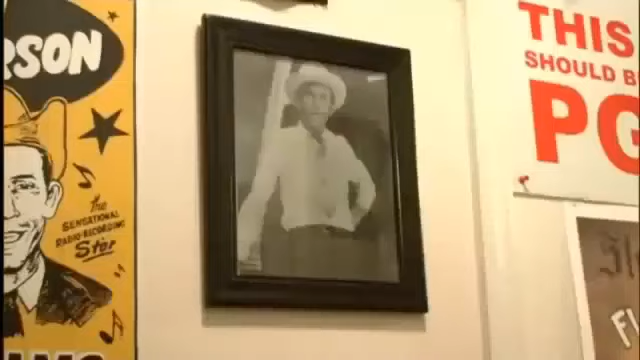 RSON
The
SENSATIONAL
RADIO-RECORDING
Star
THIS
SHOULD B
PG